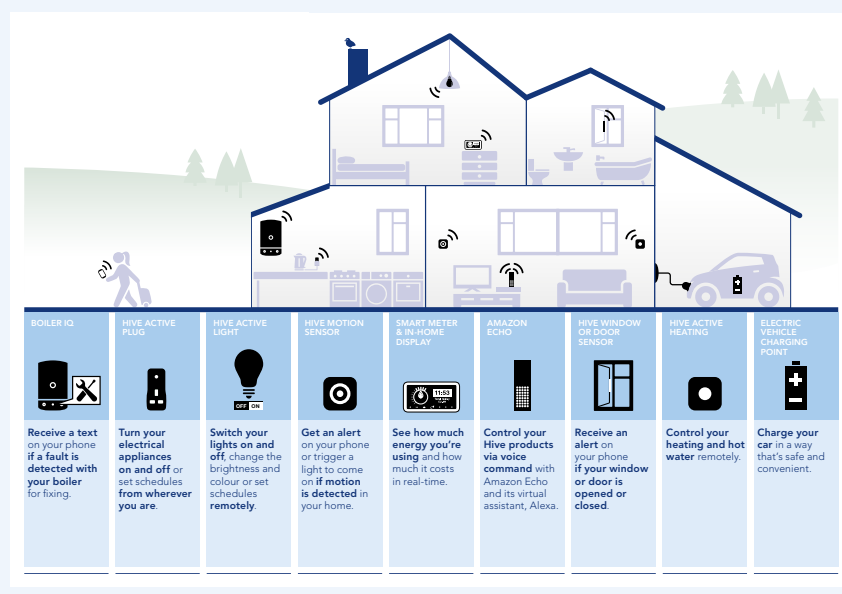 BOILER IQ
Receive a text
on your phone
if a fault is
detected with
your boiler
for fixing.
HIVE ACTIVE
PLUG
Turn your
electrical
appliances
on and off or
set schedules
from wherever
you are.
HIVE ACTIVE
LIGHT
OFF ON
Switch your
lights on and
off, change the
brightness and
colour or set
schedules
remotely.
HIVE MOTION
SENSOR
Get an alert
on your phone
or trigger a
light to come
on if motion
is detected in
your home.
SMART METER
& IN-HOME
DISPLAY
11:53
See how much
energy you're
using and how
much it costs
in real-time.
AMAZON
ECHO
Control your
Hive products
via voice
command with
Amazon Echo
and its virtual
assistant, Alexa.
HIVE WINDOW
OR DOOR
SENSOR
Receive an
alert on
your phone
if your window
or door is
opened or
closed.
HIVE ACTIVE
HEATING
Control your
heating and hot
water remotely.
ELECTRIC
VEHICLE
CHARGING
POINT
Charge your
car in a way
that's safe and
convenient.